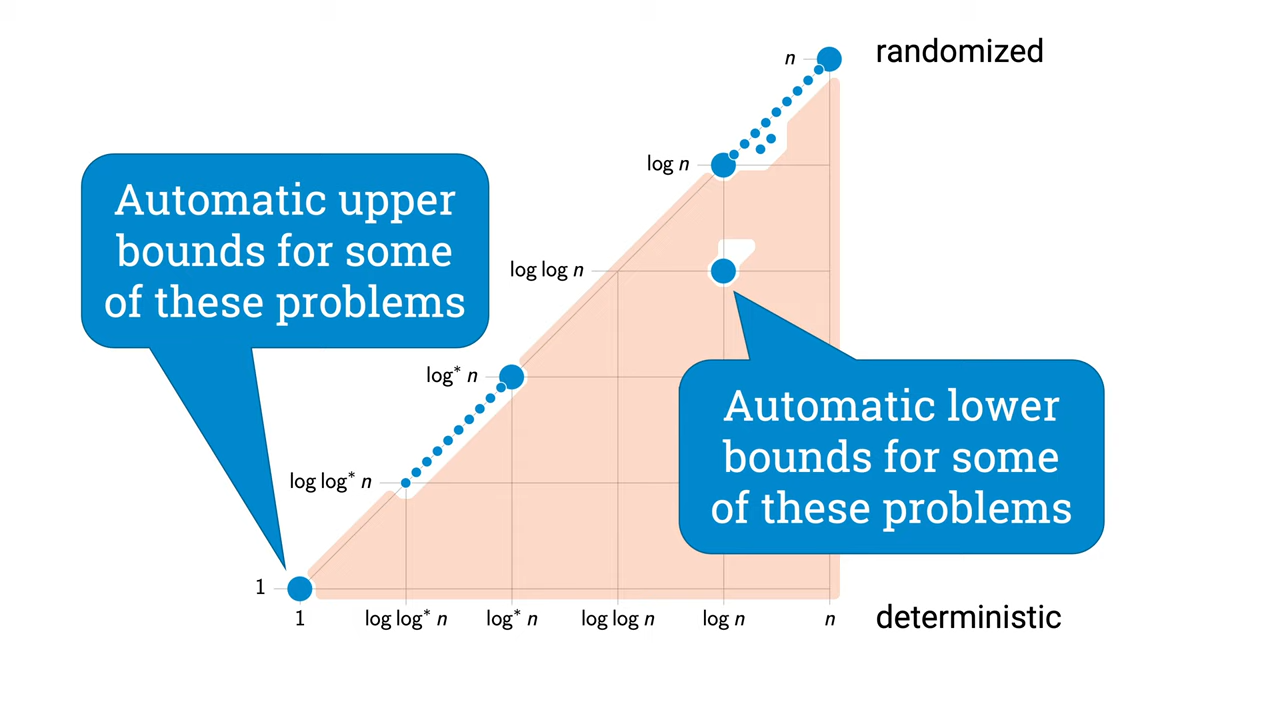 n
randomized
log n
Automatic upper
bounds for some
of these problems
log log n
log* n
Automatic lower
bounds for some
of these problems
log log* n
1
1
log log* n
log* n
log log n
log n
n
deterministic